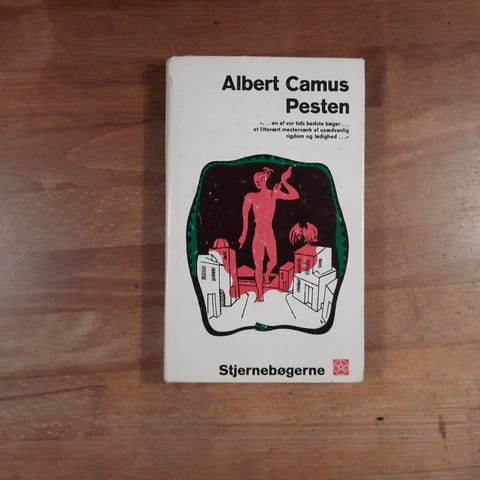 Albert Camus
Pesten
»... en af vor tids bedste bøger ...
et litterært mesterværk af usædvanlig
rigdom og lødighed ...«
Stjernebøgerne